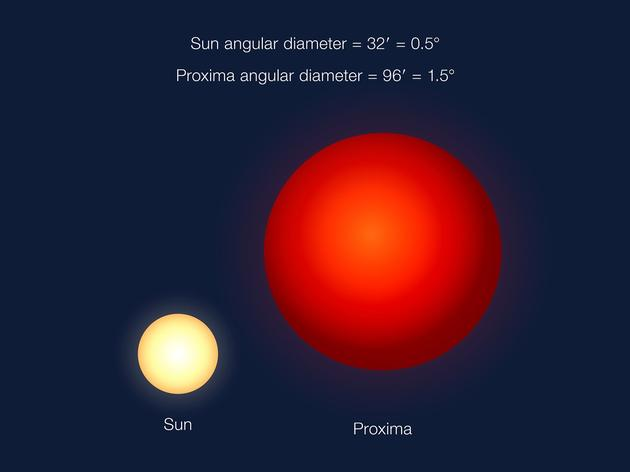 Sun angular diameter = 32′ = 0.5°
Proxima angular diameter = 96′ = 1.5°
Sun
Proxima